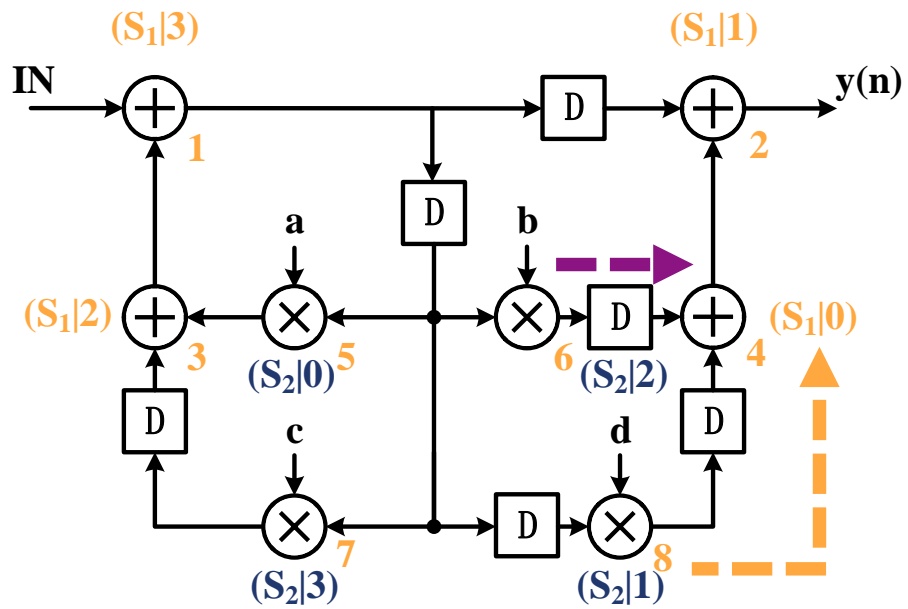 (S₁|3) (S₁|1)
IN D y(n)
1 2
D
a b
(S₁|2) D (S₁|0)
3 5 6 4
(S₂|0) (S₂|2)
D c d D
D
7 8
(S₂|3) (S₂|1)